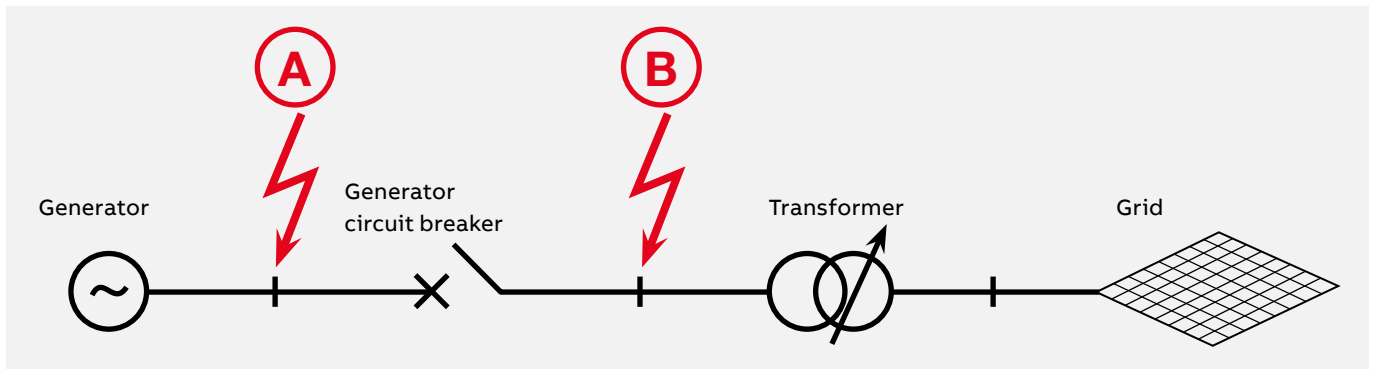 A
B
Generator
Generator
circuit breaker
Transformer
Grid
~